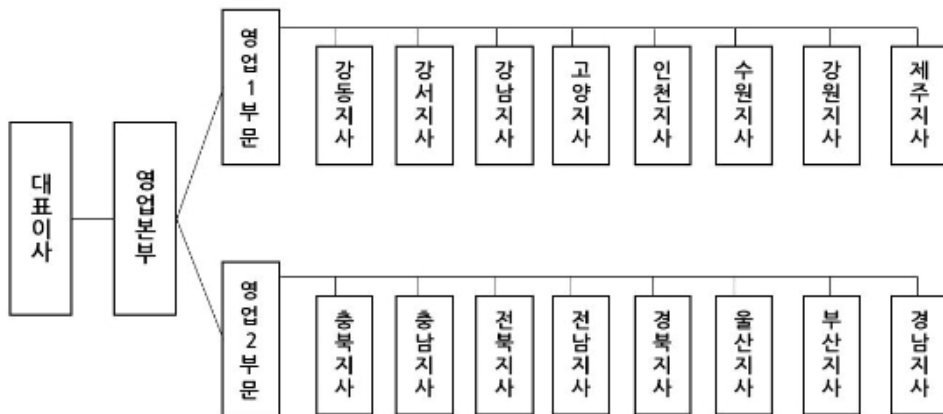 대표이사
영업본부
영업1부문
강동지사
강서지사
강남지사
고양지사
인천지사
수원지사
강원지사
제주지사
영업2부문
충북지사
충남지사
전북지사
전남지사
경북지사
울산지사
부산지사
경남지사